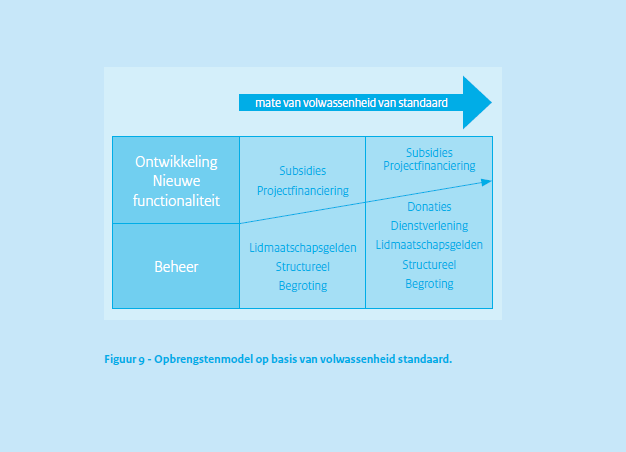 mate van volwassenheid van standaard
Ontwikkeling
Nieuwe
functionaliteit
Subsidies
Projectfinanciering
Subsidies
Projectfinanciering
Beheer
Lidmaatschapsgelden
Structureel
Begroting
Donaties
Dienstverlening
Lidmaatschapsgelden
Structureel
Begroting
Figuur 9 - Opbrengstenmodel op basis van volwassenheid standaard.